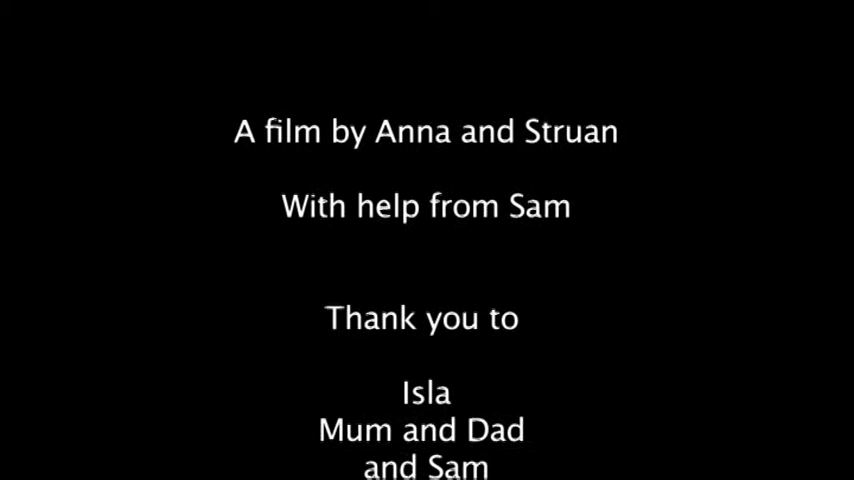 A film by Anna and Struan
With help from Sam
Thank you to
Isla
Mum and Dad
and Sam